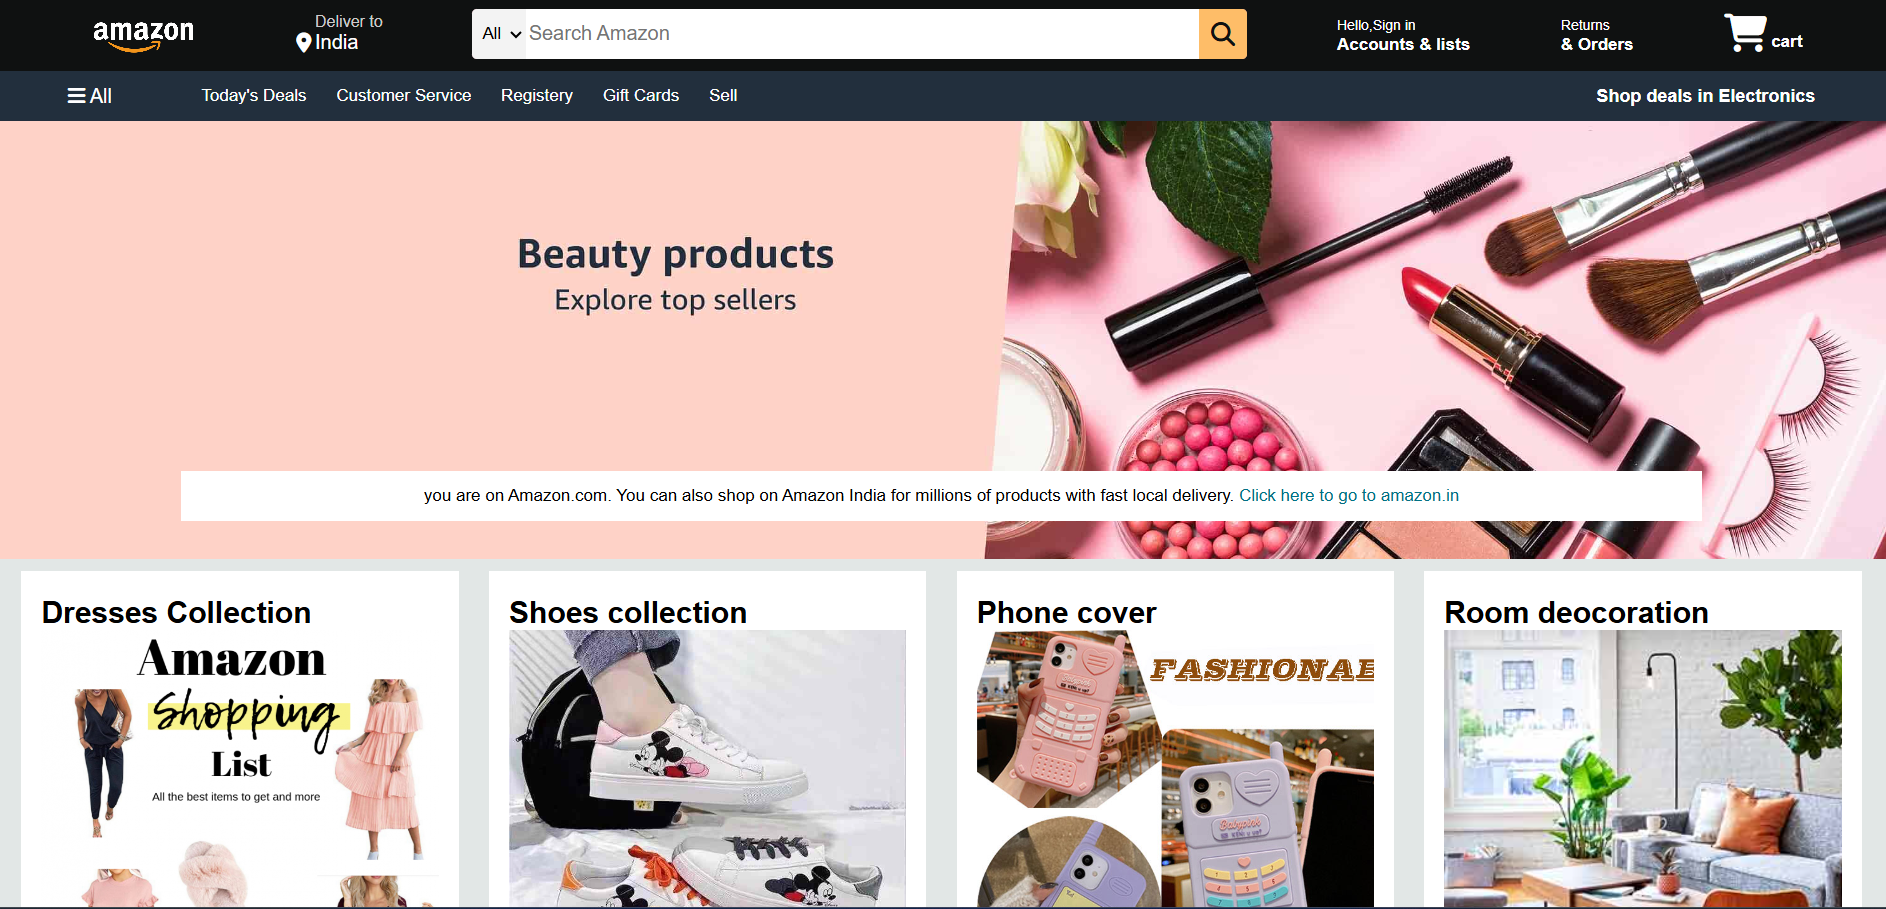 amazon
Deliver to
India
All
Search Amazon
Hello,Sign in
Accounts & lists
Returns
& Orders
cart
All
Today's Deals
Customer Service
Registery
Gift Cards
Sell
Shop deals in Electronics
Beauty products
Explore top sellers
you are on Amazon.com. You can also shop on Amazon India for millions of products with fast local delivery. Click here to go to amazon.in
Dresses Collection
Shoes collection
Phone cover
Room deocoration
Amazon
Shopping
List
All the best items to get and more
FASHIONAB
Babypink